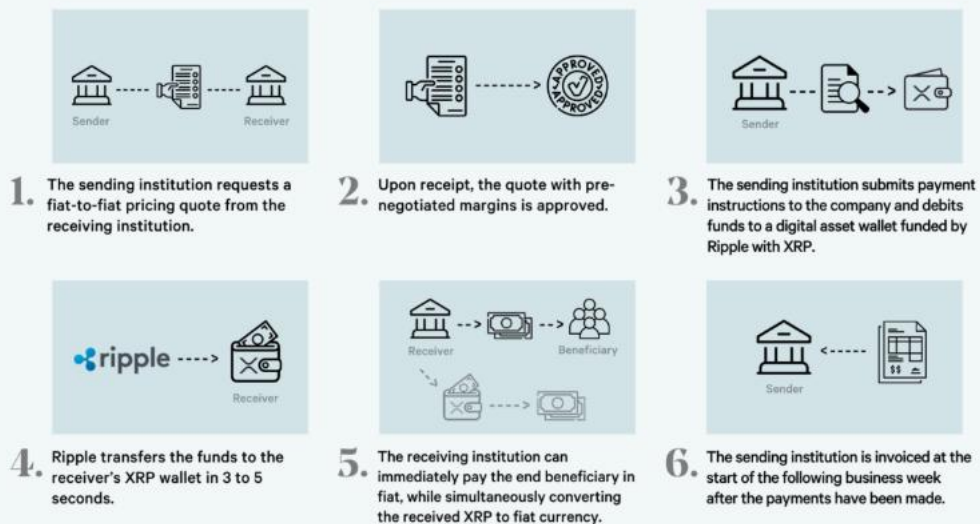 Sender
Receiver
1. The sending institution requests a
fiat-to-fiat pricing quote from the
receiving institution.
APPROVED
APPROVED
2. Upon receipt, the quote with pre-
negotiated margins is approved.
Sender
3. The sending institution submits payment
instructions to the company and debits
funds to a digital asset wallet funded by
Ripple with XRP.
ripple
Receiver
4. Ripple transfers the funds to the
receiver's XRP wallet in 3 to 5
seconds.
Receiver
Beneficiary
5. The receiving institution can
immediately pay the end beneficiary in
fiat, while simultaneously converting
the received XRP to fiat currency.
Sender
$$
6. The sending institution is invoiced at the
start of the following business week
after the payments have been made.